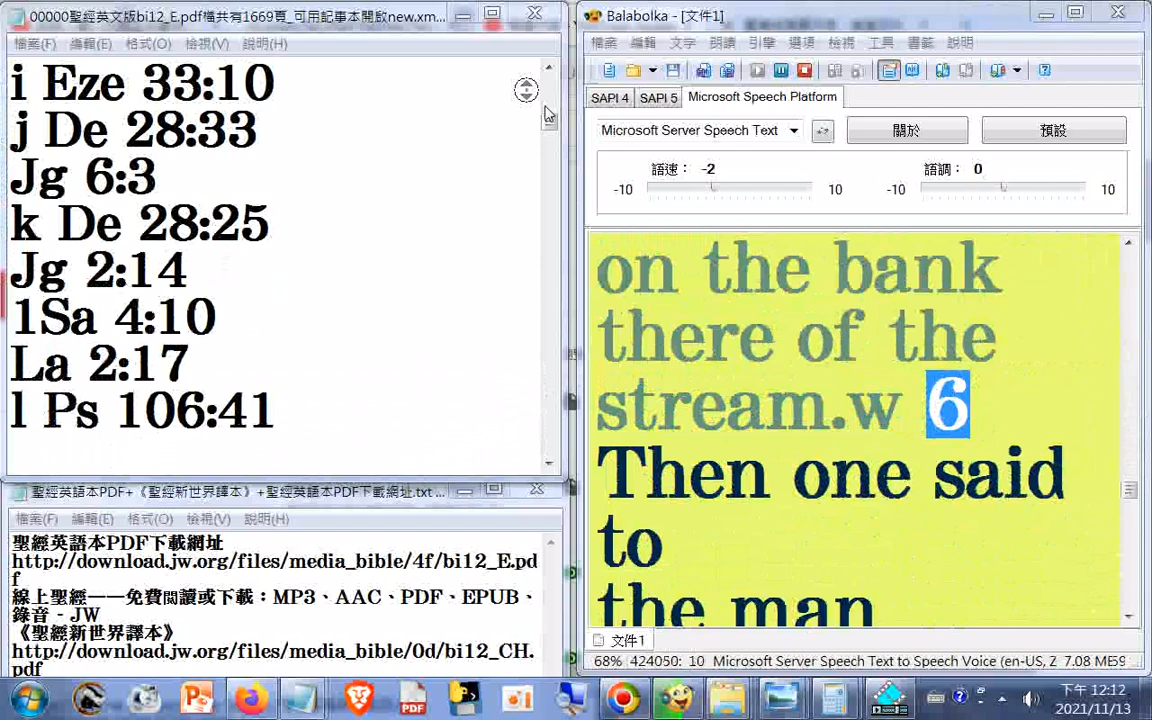 00000聖經英文版bi12_E.pdf檔共有1669頁_可用記事本開啟new.xm...
檔案(F) 編輯(E) 格式(O) 檢視(V) 說明(H)
i Eze 33:10
j De 28:33
Jg 6:3
k De 28:25
Jg 2:14
1Sa 4:10
La 2:17
l Ps 106:41
聖經英語本PDF+《聖經新世界譯本》+聖經英語本PDF下載網址.txt ...
檔案(F) 編輯(E) 格式(O) 檢視(V) 說明(H)
聖經英語本PDF下載網址
http://download.jw.org/files/media_bible/4f/bi12_E.pd
f
線上聖經——免費閱讀或下載：MP3、AAC、PDF、EPUB、
錄音 - JW
《聖經新世界譯本》
http://download.jw.org/files/media_bible/0d/bi12_CH.
pdf
Balabolka - [文件1]
檔案 編輯 文字 朗讀 引擎 選項 檢視 工具 書籤 說明
SAPI 4 SAPI 5 Microsoft Speech Platform
Microsoft Server Speech Text 關於 預設
語速： -2 語調： 0
-10 10 -10 10
on the bank
there of the
stream.w 6
Then one said
to
the man
文件1
68% 424050: 10 Microsoft Server Speech Text to Speech Voice (en-US, Z 7.08 МБ59
下午 12:12
2021/11/13